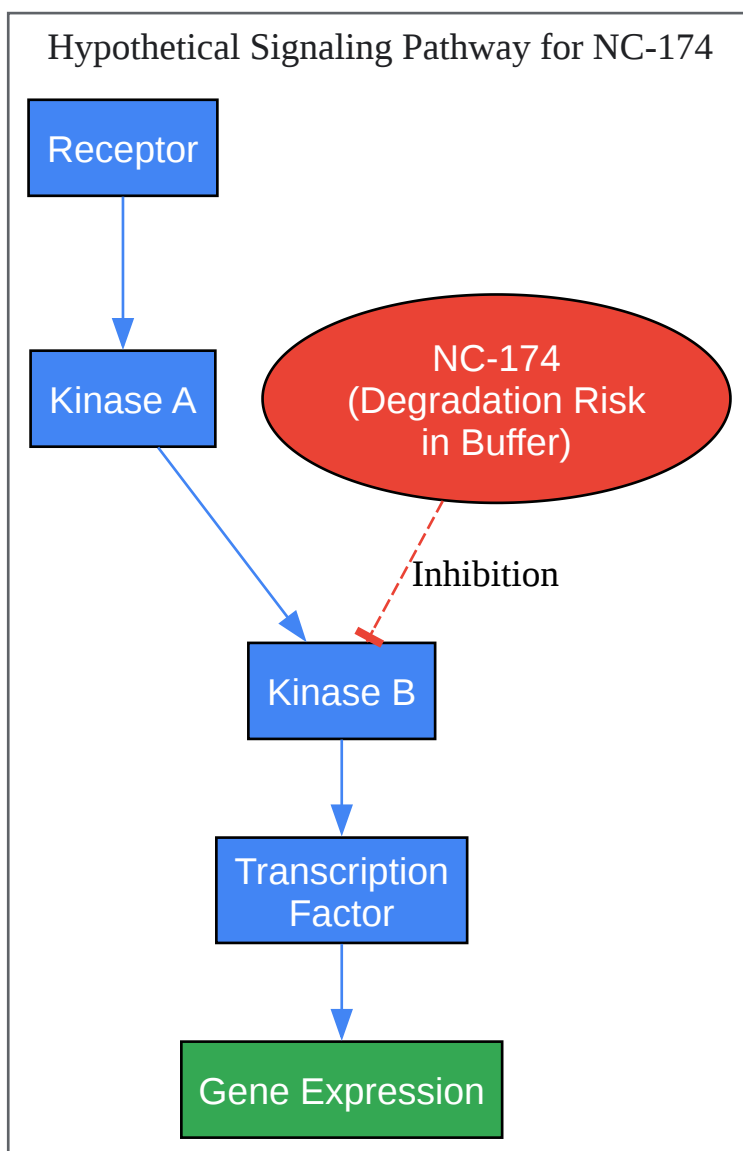 Hypothetical Signaling Pathway for NC-174
Receptor
Kinase A
NC-174
(Degradation Risk
in Buffer)
Inhibition
Kinase B
Transcription
Factor
Gene Expression